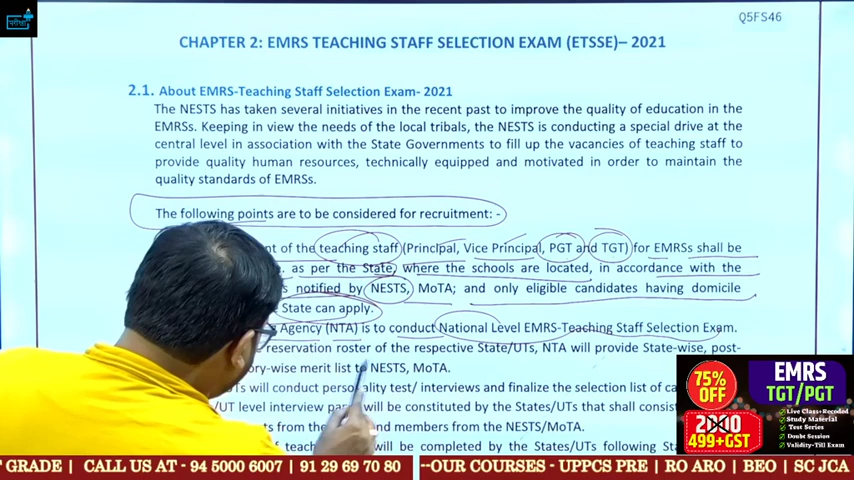 परीक्षा
Q5FS46
CHAPTER 2: EMRS TEACHING STAFF SELECTION EXAM (ETSSE)– 2021
2.1. About EMRS-Teaching Staff Selection Exam- 2021
The NESTS has taken several initiatives in the recent past to improve the quality of education in the
EMRSs. Keeping in view the needs of the local tribals, the NESTS is conducting a special drive at the
central level in association with the State Governments to fill up the vacancies of teaching staff to
provide quality human resources, technically equipped and motivated in order to maintain the
quality standards of EMRSs.
The following points are to be considered for recruitment: -
nt of the teaching staff (Principal, Vice Principal, PGT and TGT) for EMRSs shall be
as per the State, where the schools are located, in accordance with the
notified by NESTS, MoTA; and only eligible candidates having domicile
State can apply.
Agency (NTA) is to conduct National Level EMRS-Teaching Staff Selection Exam.
reservation roster of the respective State/UTs, NTA will provide State-wise, post-
ory-wise merit list to NESTS, MoTA.
UTs will conduct personality test/ interviews and finalize the selection list of ca
/UT level interview pa will be constituted by the States/UTs that shall consist
ts from the and members from the NESTS/MoTA.
of teach will be completed by the States/UTs following Sta
75%
OFF
2000
499+GST
EMRS
TGT/PGT
Live Class+Recoded
Study Material
Test Series
Doubt Session
Validity-Till Exam
T GRADE | CALL US AT - 94 5000 6007 | 91 29 69 70 80 --OUR COURSES - UPPCS PRE | RO ARO | BEO | SC JCA